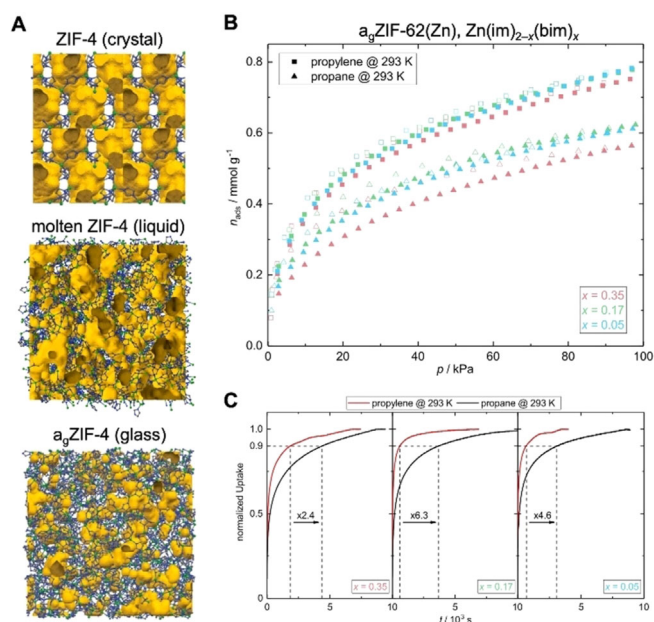 A
ZIF-4 (crystal)
molten ZIF-4 (liquid)
agZIF-4 (glass)
B
agZIF-62(Zn), Zn(im)2–x(bim)x
propylene @ 293 K
propane @ 293 K
nads / mmol g-1
0.8
0.6
0.4
0.2
0.0
x = 0.35
x = 0.17
x = 0.05
0 20 40 60 80 100
p / kPa
C
propylene @ 293 K propane @ 293 K
normalized Uptake
1.0
0.9
0.5
0
x2.4 x6.3 x4.6
x = 0.35 x = 0.17 x = 0.05
0 5 10 0 5 10 0 5 10
t / 10³ s